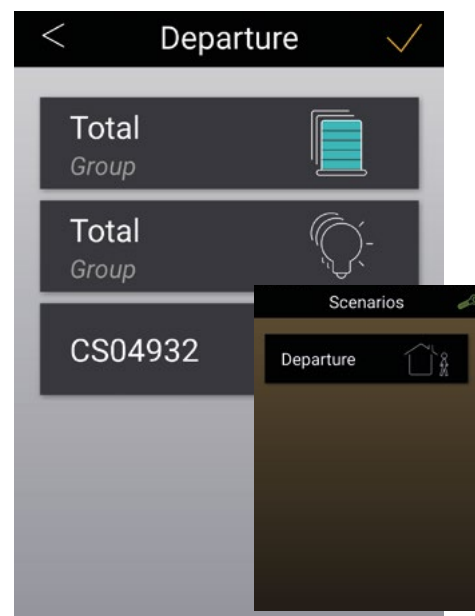 Departure
Total
Group
Total
Group
CS04932
Scenarios
Departure